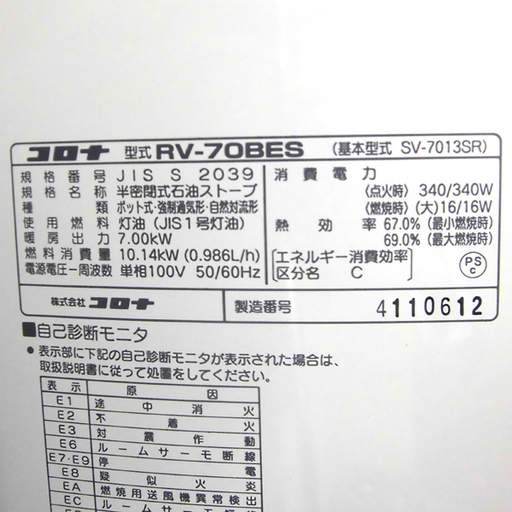 コロナ 型式 RV-70BES (基本型式 SV-7013SR)
規格番号 JIS S 2039
規格名称 半密閉式石油ストーブ
種類 ポット式・強制通気形・自然対流形
使用燃料 灯油(JIS1号灯油)
暖房出力 7.00kW
燃料消費量 10.14kW (0.986L/h)
電源電圧-周波数 単相100V 50/60Hz
消費電力
(点火時) 340/340W
(燃焼時) (大)16/16W
熱効率 67.0% (最小燃焼時)
69.0% (最大燃焼時)
[エネルギー消費効率]
[区分名 C]
PS
C
株式会社 コロナ 製造番号 4110612
■自己診断モニタ
●表示部に下記の自己診断モニタが表示された場合は、
取扱説明書に従って処置をしてください。
表示 原因
E1 途中消火
E2 不着火
E3 対震作動
E6 ルームサーモ断線
E7・E9 停電
E8 疑似火炎
EA 燃焼用送風機異常検出
EC